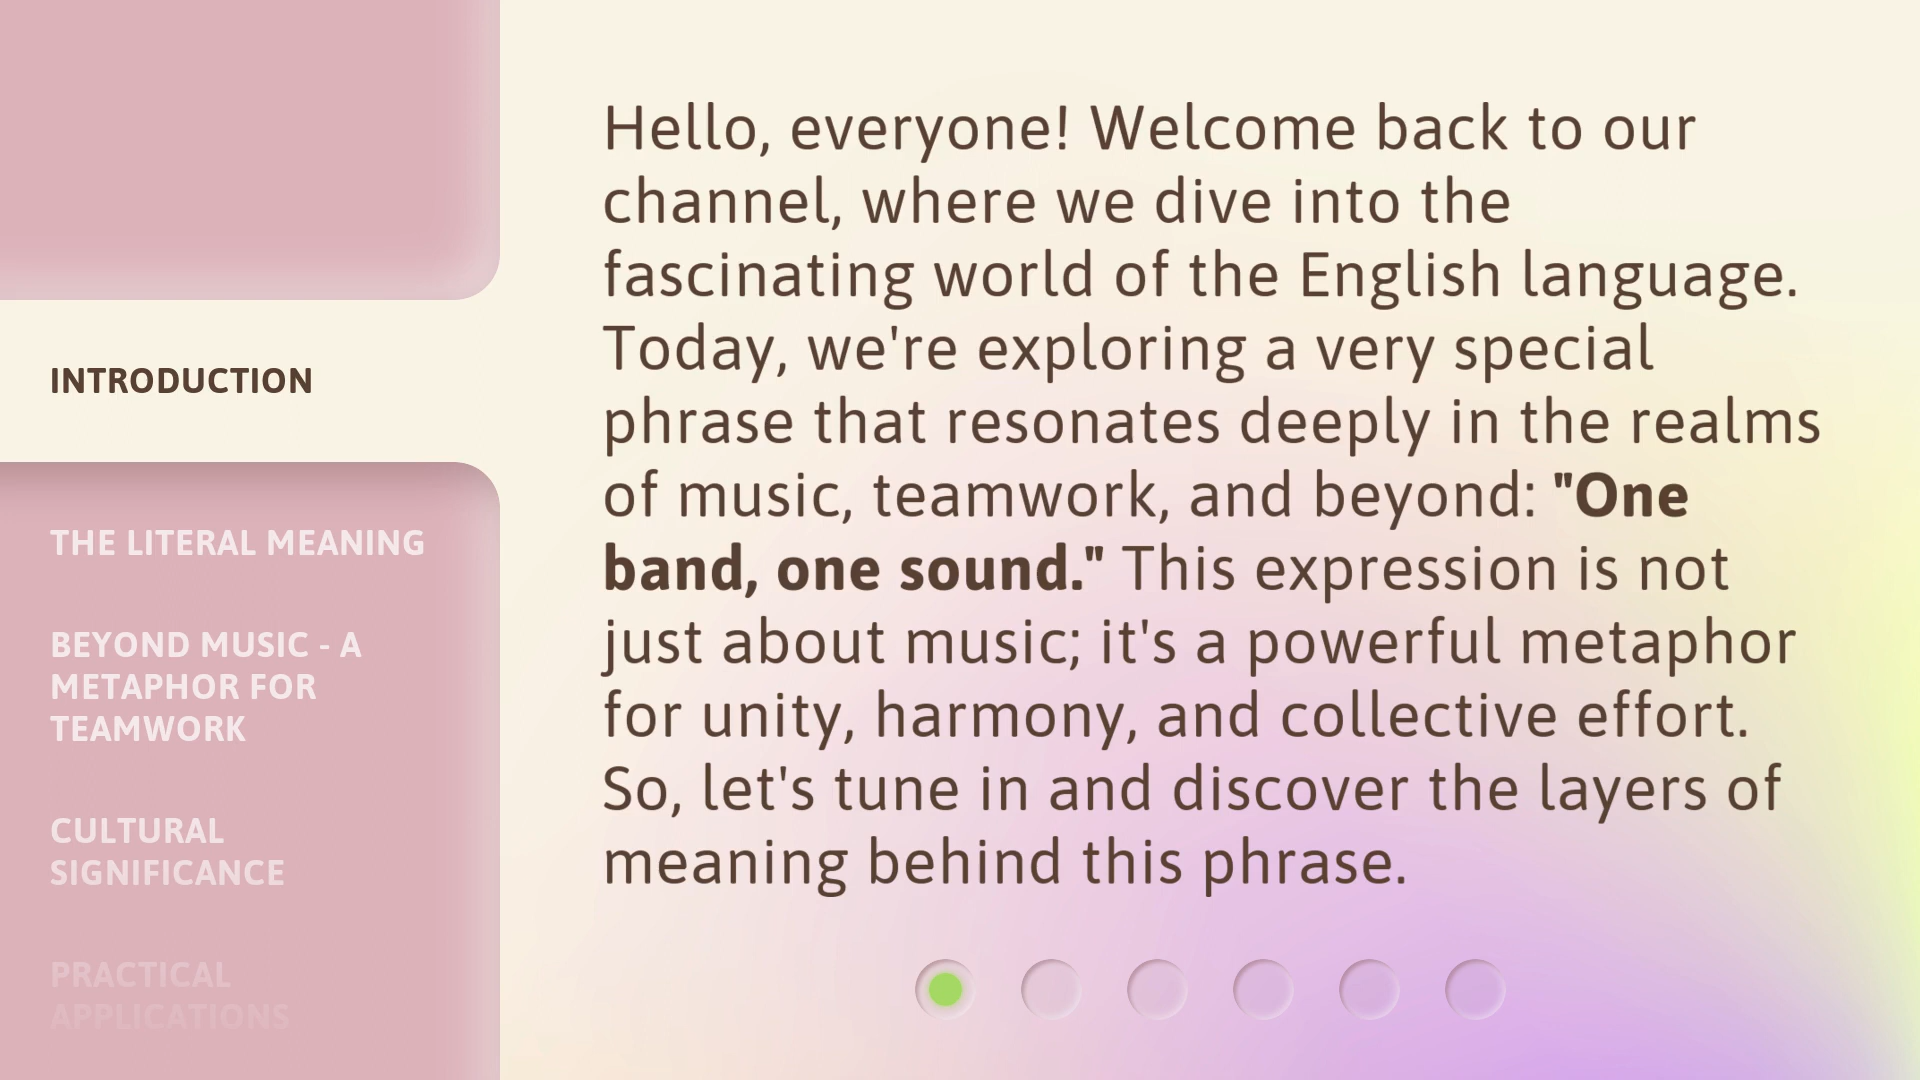 INTRODUCTION
THE LITERAL MEANING
BEYOND MUSIC - A
METAPHOR FOR
TEAMWORK
CULTURAL
SIGNIFICANCE
PRACTICAL
APPLICATIONS
Hello, everyone! Welcome back to our
channel, where we dive into the
fascinating world of the English language.
Today, we're exploring a very special
phrase that resonates deeply in the realms
of music, teamwork, and beyond: "One
band, one sound." This expression is not
just about music; it's a powerful metaphor
for unity, harmony, and collective effort.
So, let's tune in and discover the layers of
meaning behind this phrase.